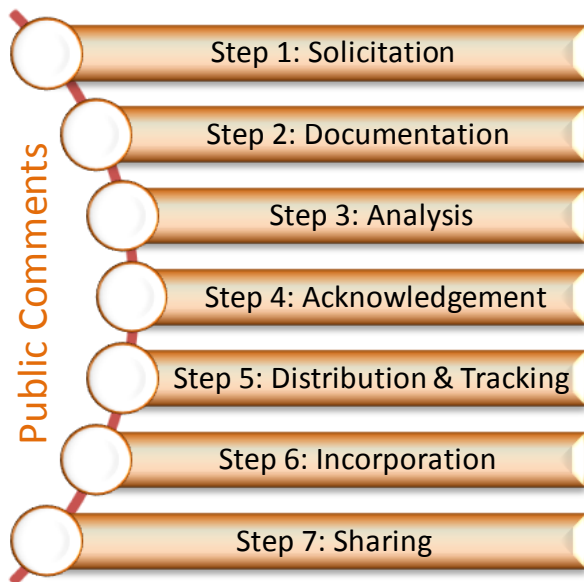 Public Comments
Step 1: Solicitation
Step 2: Documentation
Step 3: Analysis
Step 4: Acknowledgement
Step 5: Distribution & Tracking
Step 6: Incorporation
Step 7: Sharing